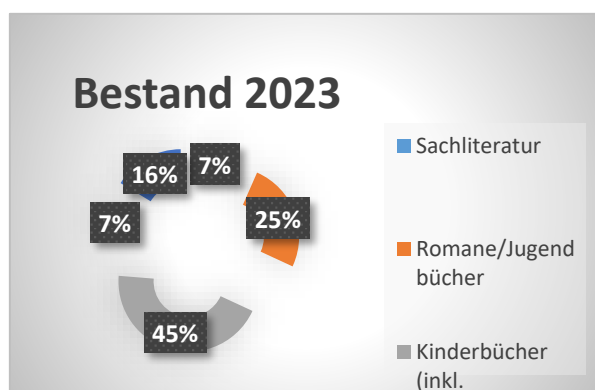 Bestand 2023
16%
7%
7%
25%
45%
Sachliteratur
Romane/Jugend
bücher
Kinderbücher
(inkl.